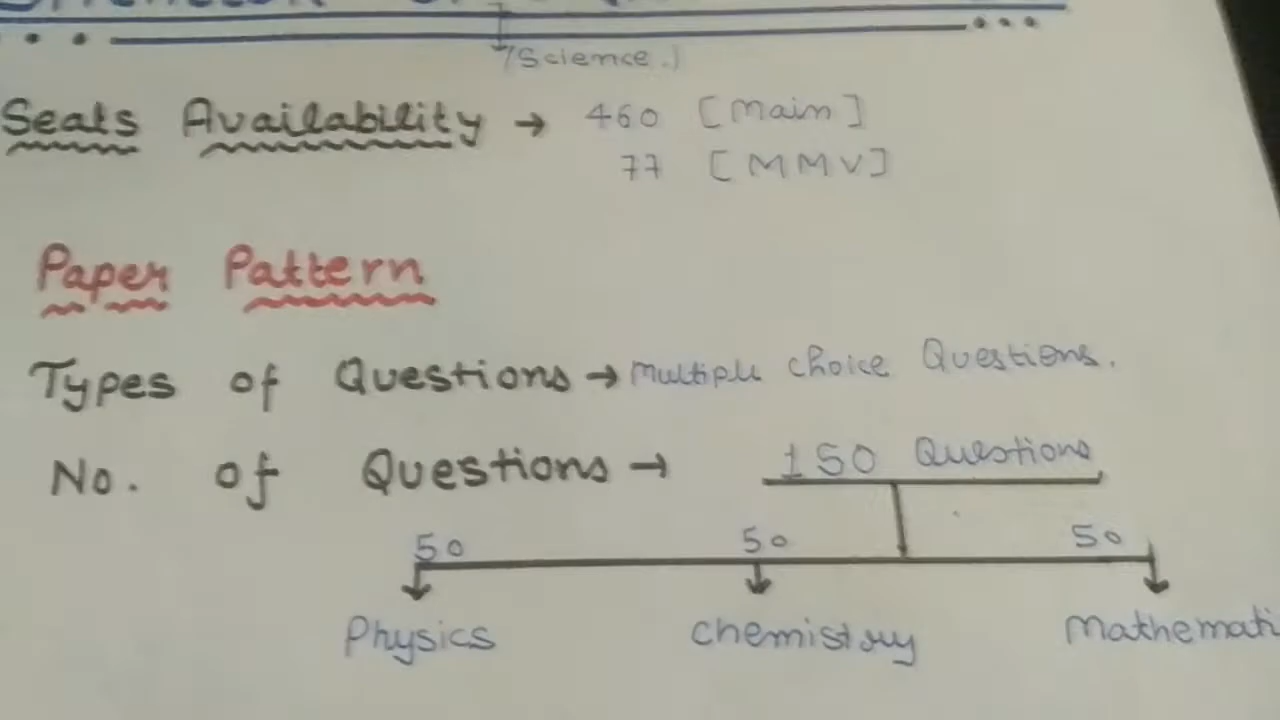 (Science.)
Seats Availability → 460 [Main]
77 [MMV]
Paper Pattern
Types of Questions → Multiple choice Questions.
No. of Questions → 150 Questions
50 50 50
Physics chemistry Mathemati